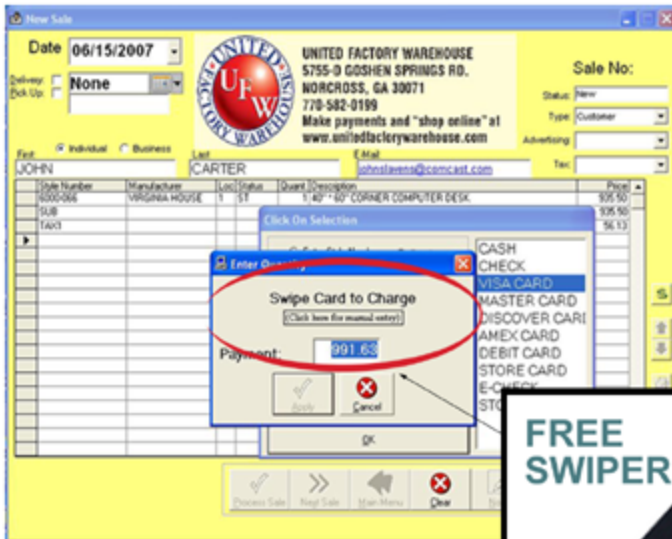 New Sale
Date 06/15/2007
Delivery:
Pick Up:
None
UNITED FACTORY WAREHOUSE
UFW
UNITED FACTORY WAREHOUSE
5755-D GOSHEN SPRINGS RD.
NORCROSS, GA 30071
770-582-0199
Make payments and "shop online" at
www.unitedfactorywarehouse.com
Sale No:
Status: New
Type: Customer
Advertising:
Tax:
Individual Business
First Last E-Mail
JOHN CARTER johnslavens@comcast.com
Style Number Manufacturer Loc Status Quant Description Price
6000-066 VIRGINIA HOUSE 1 ST 1 40" * 60" CORNER COMPUTER DESK 935.50
SUB 935.50
TAX1 56.13
Click On Selection
Enter Quantity
Swipe Card to Charge
(Click here for manual entry)
Payment: 991.63
Apply Cancel
OK
CASH
CHECK
VISA CARD
MASTER CARD
DISCOVER CARD
AMEX CARD
DEBIT CARD
STORE CARD
E-CHECK
STO
FREE
SWIPER
Process Sale Next Sale Main Menu Clear